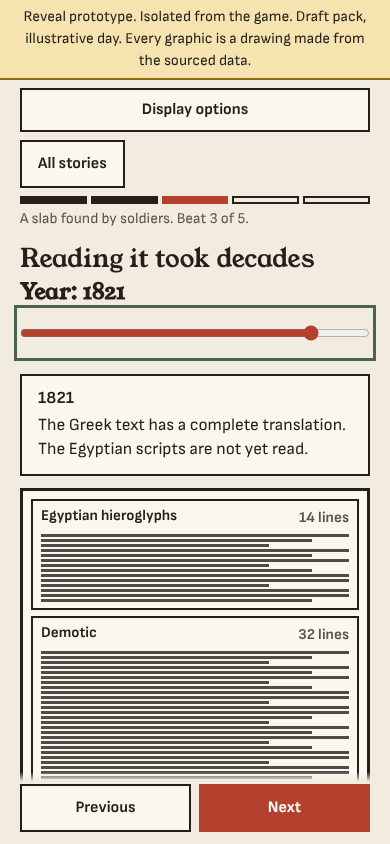 Reveal prototype. Isolated from the game. Draft pack,
illustrative day. Every graphic is a drawing made from
the sourced data.
Display options
All stories
A slab found by soldiers. Beat 3 of 5.
Reading it took decades
Year: 1821
1821
The Greek text has a complete translation.
The Egyptian scripts are not yet read.
Egyptian hieroglyphs 14 lines
Demotic 32 lines
Previous Next